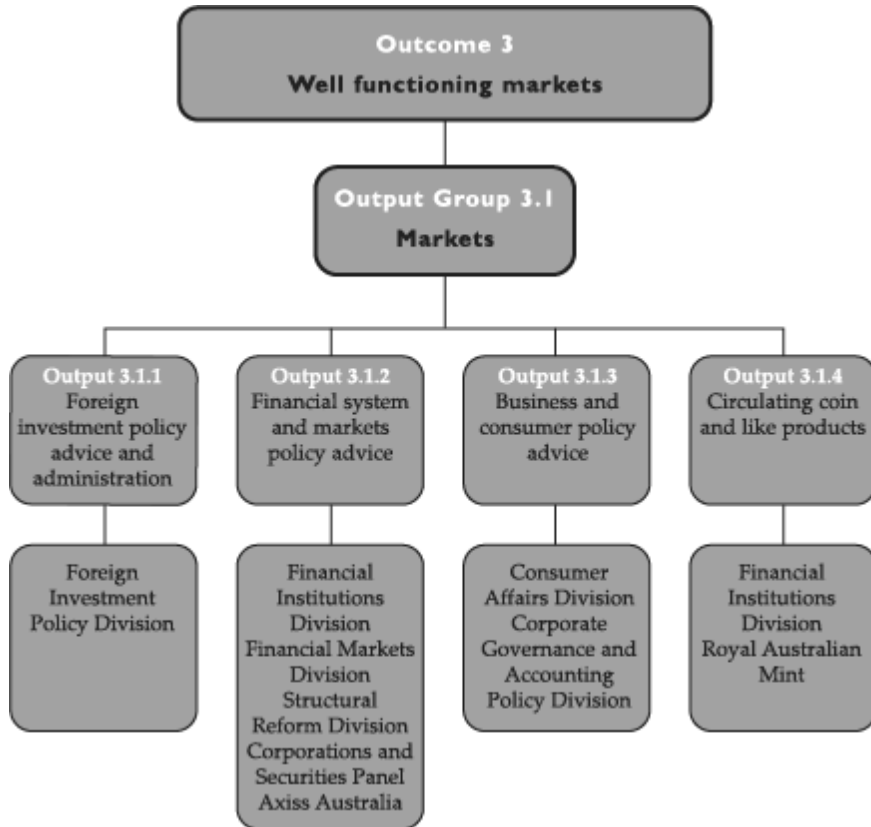 Outcome 3
Well functioning markets
Output Group 3.1
Markets
Output 3.1.1
Foreign
investment policy
advice and
administration
Output 3.1.2
Financial system
and markets
policy advice
Output 3.1.3
Business and
consumer policy
advice
Output 3.1.4
Circulating coin
and like products
Foreign
Investment
Policy Division
Financial
Institutions
Division
Financial Markets
Division
Structural
Reform Division
Corporations and
Securities Panel
Axiss Australia
Consumer
Affairs Division
Corporate
Governance and
Accounting
Policy Division
Financial
Institutions
Division
Royal Australian
Mint